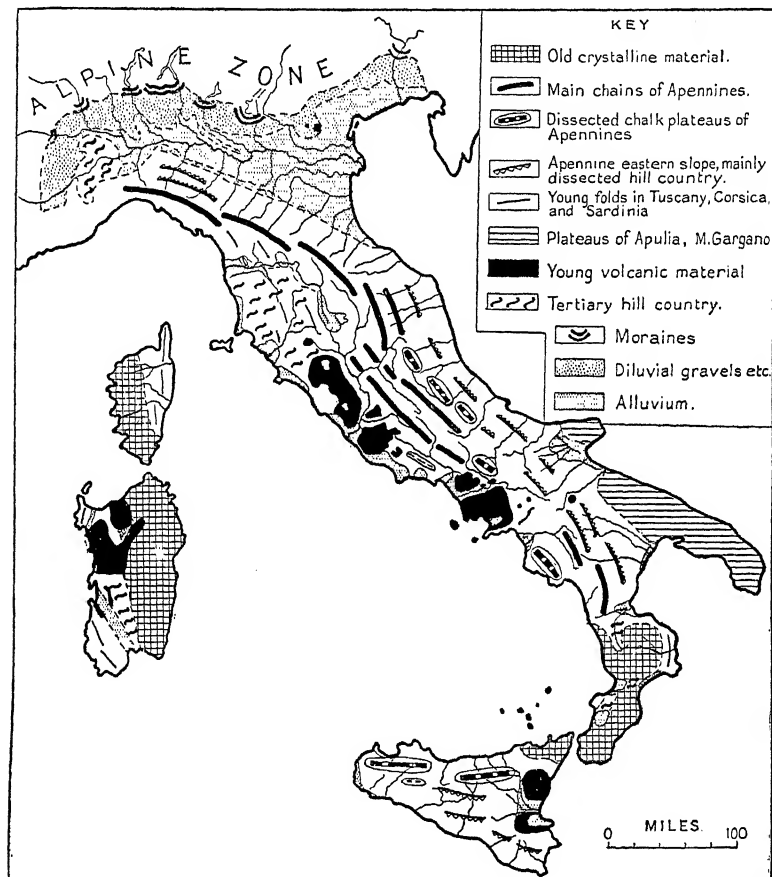 ALPINE ZONE
KEY
Old crystalline material.
Main chains of Apennines.
Dissected chalk plateaus of
Apennines
Apennine eastern slope, mainly
dissected hill country.
Young folds in Tuscany, Corsica,
and Sardinia
Plateaus of Apulia, M. Gargano
Young volcanic material
Tertiary hill country.
Moraines
Diluvial gravels etc.
Alluvium.
MILES.
0 100